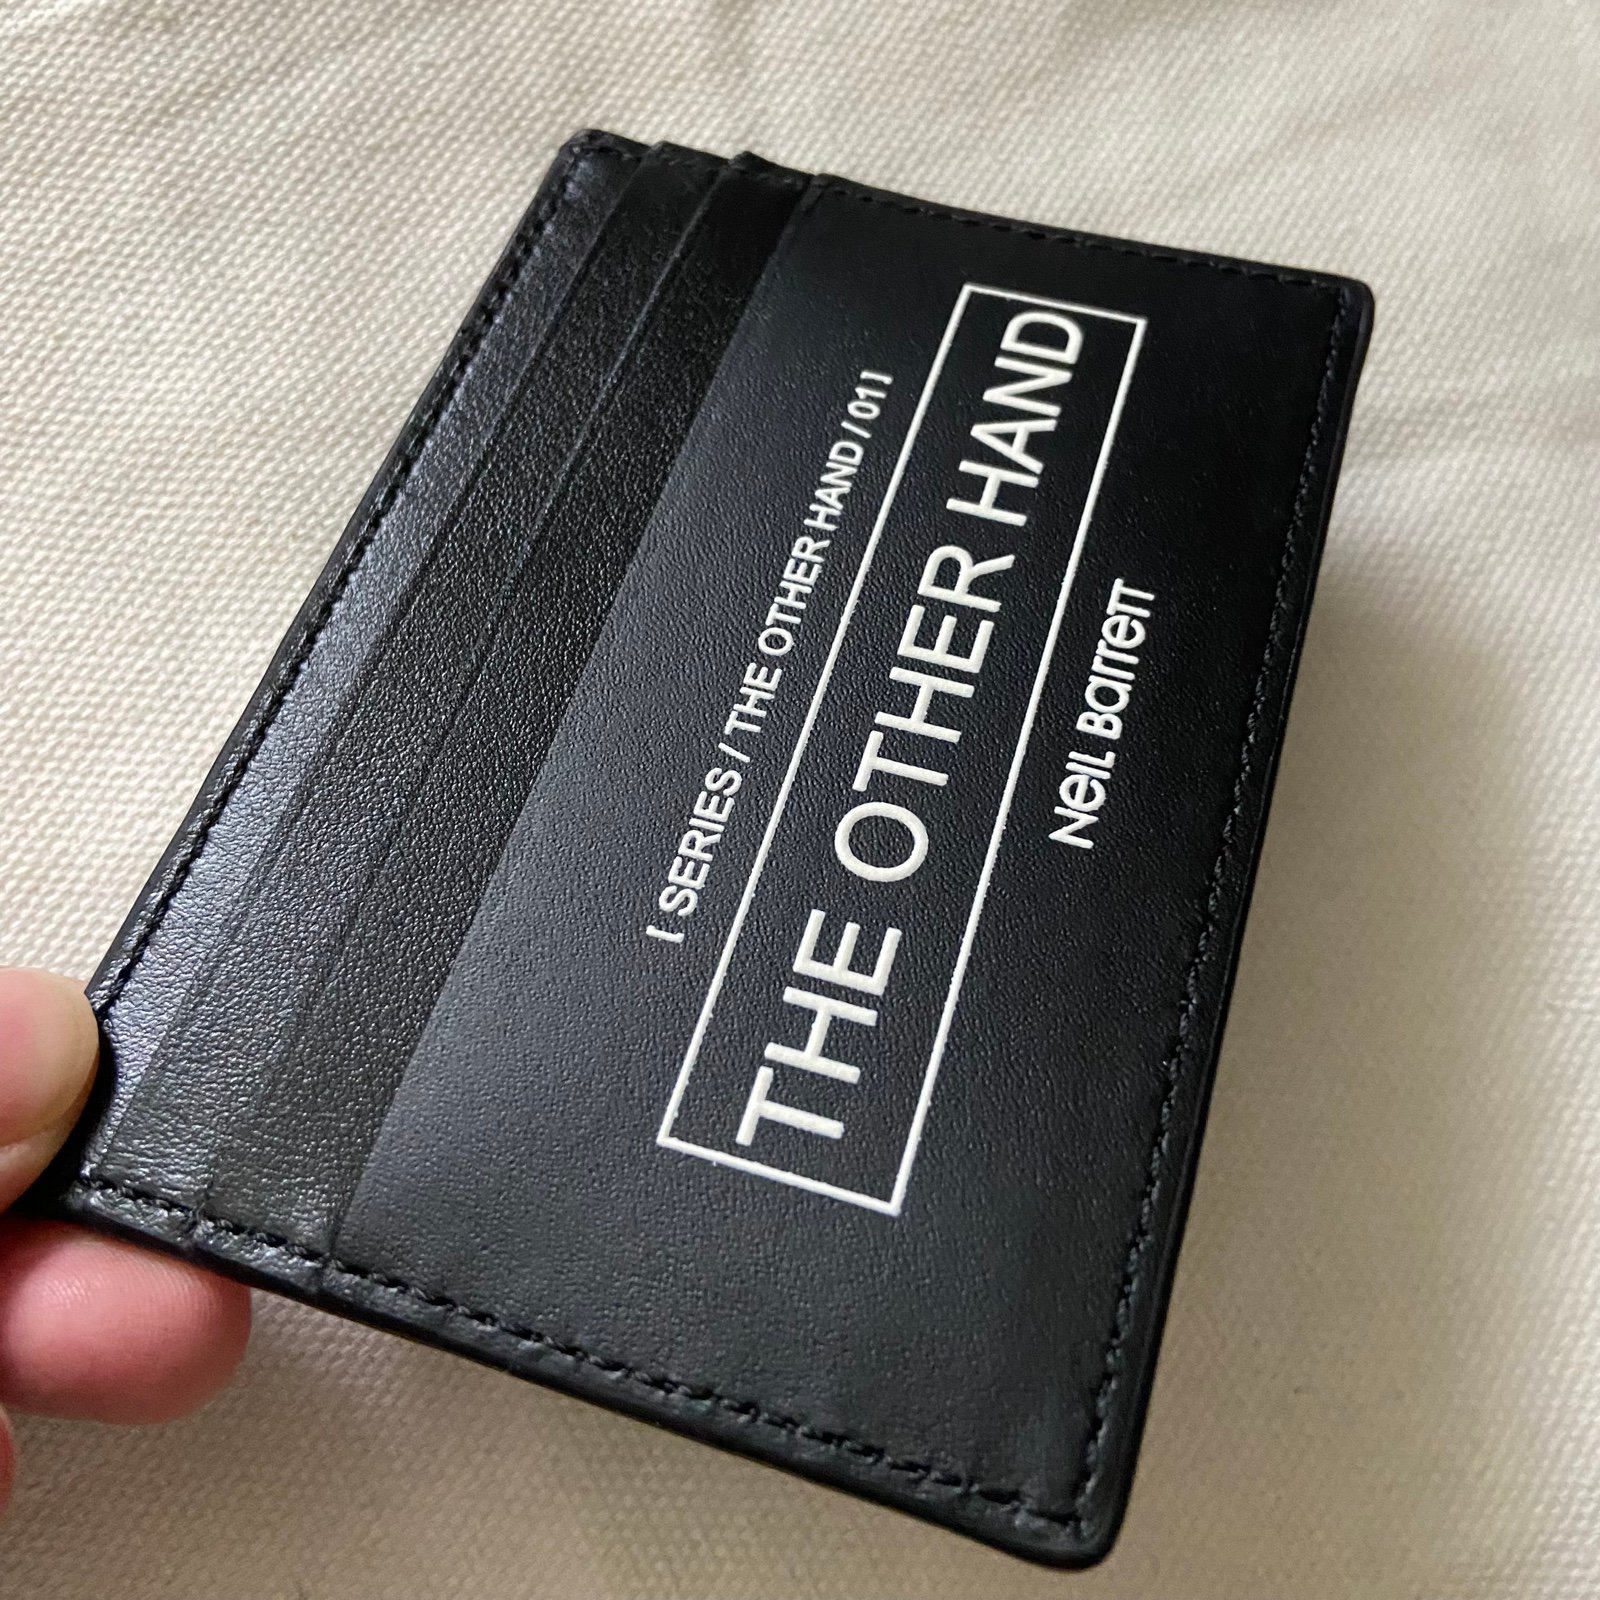 [ SERIES / THE OTHER HAND / 01 ]
THE OTHER HAND
Neil Barrett